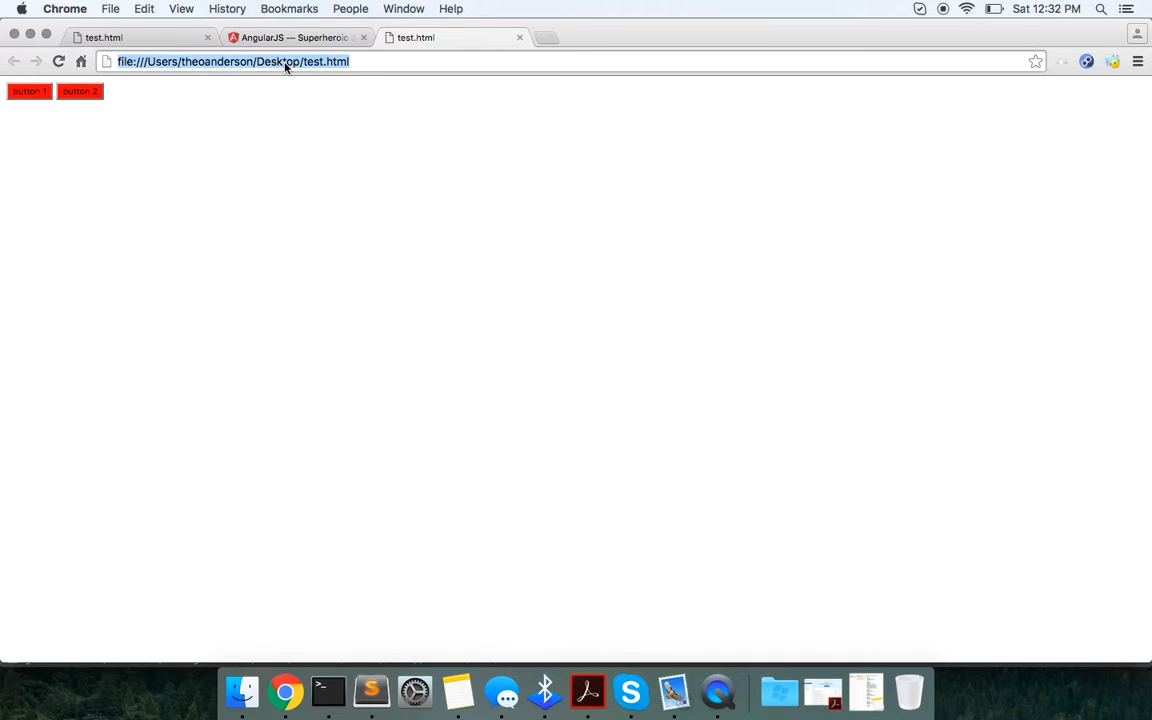 Chrome File Edit View History Bookmarks People Window Help Sat 12:32 PM
test.html AngularJS — Superheroic test.html
file:///Users/theoanderson/Desktop/test.html
button 1 button 2